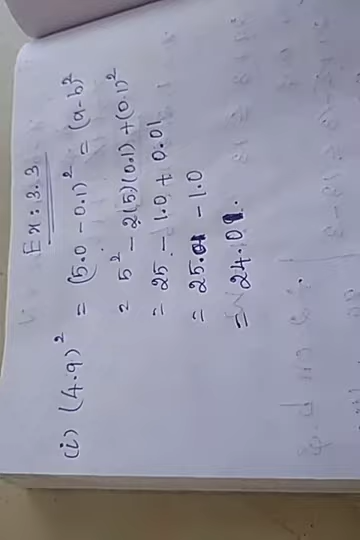 Ex: 3.3
(i) (4.9)² = (5.0 - 0.1)² = (a-b)²
= 5² - 2(5)(0.1) + (0.1)²
= 25 - 1.0 + 0.01
= 25.01 - 1.0
= 24.01.